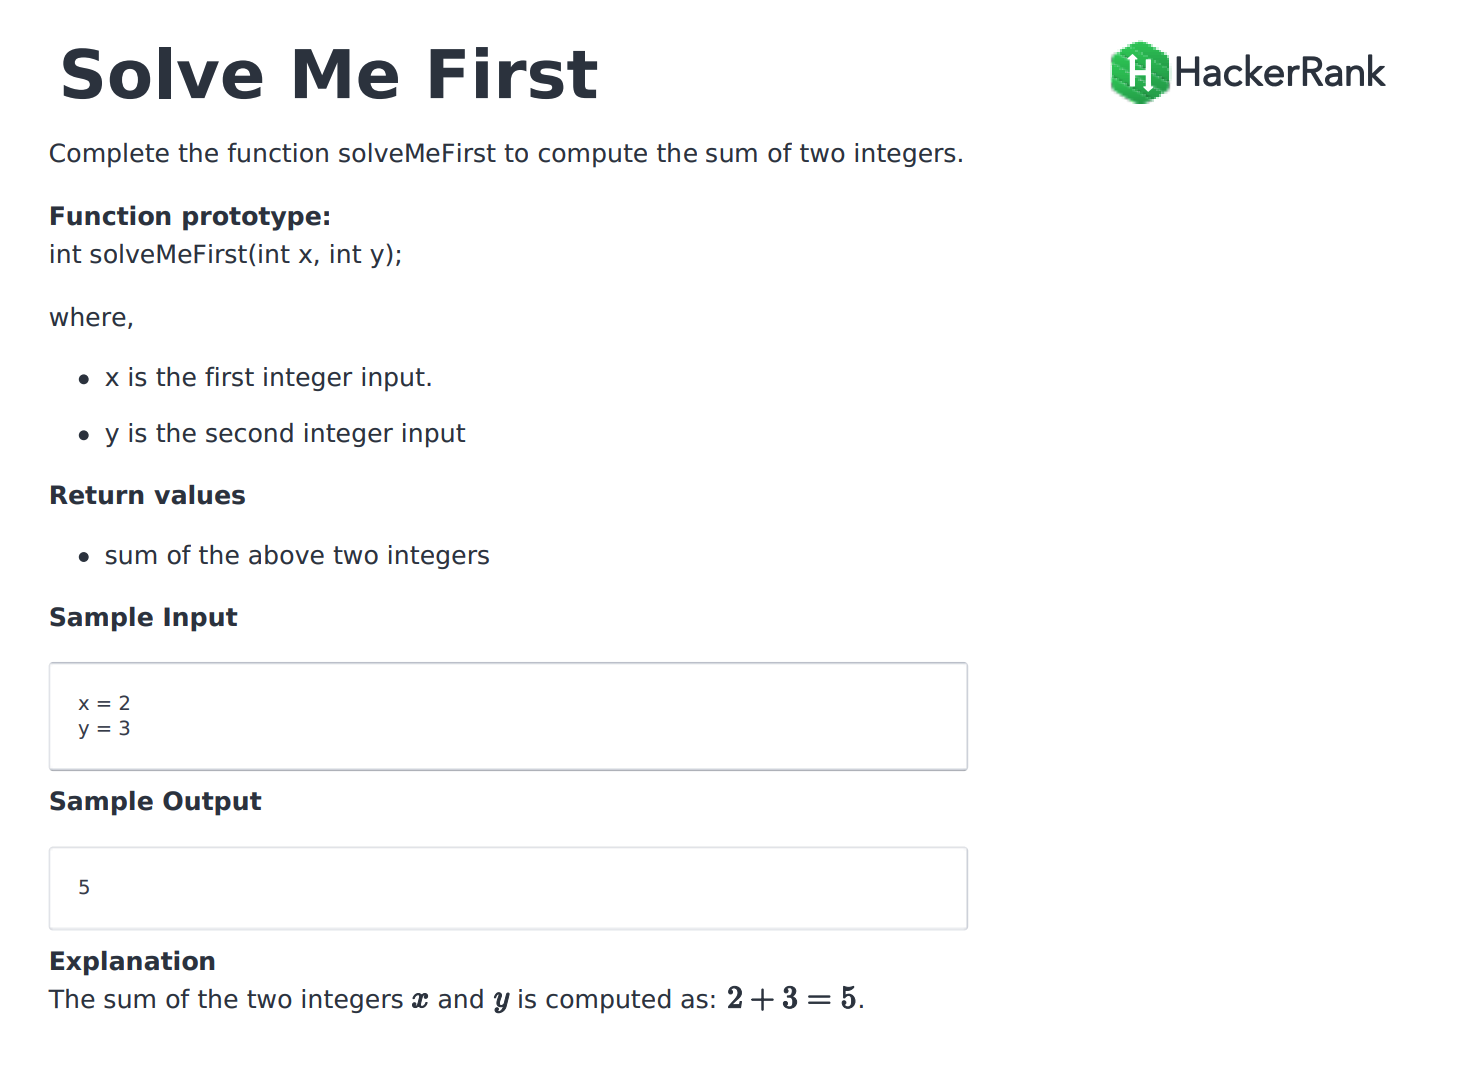 Solve Me First
HackerRank
Complete the function solveMeFirst to compute the sum of two integers.
Function prototype:
int solveMeFirst(int x, int y);
where,
• x is the first integer input.
• y is the second integer input
Return values
• sum of the above two integers
Sample Input
x = 2
y = 3
Sample Output
5
Explanation
The sum of the two integers x and y is computed as: 2 + 3 = 5.